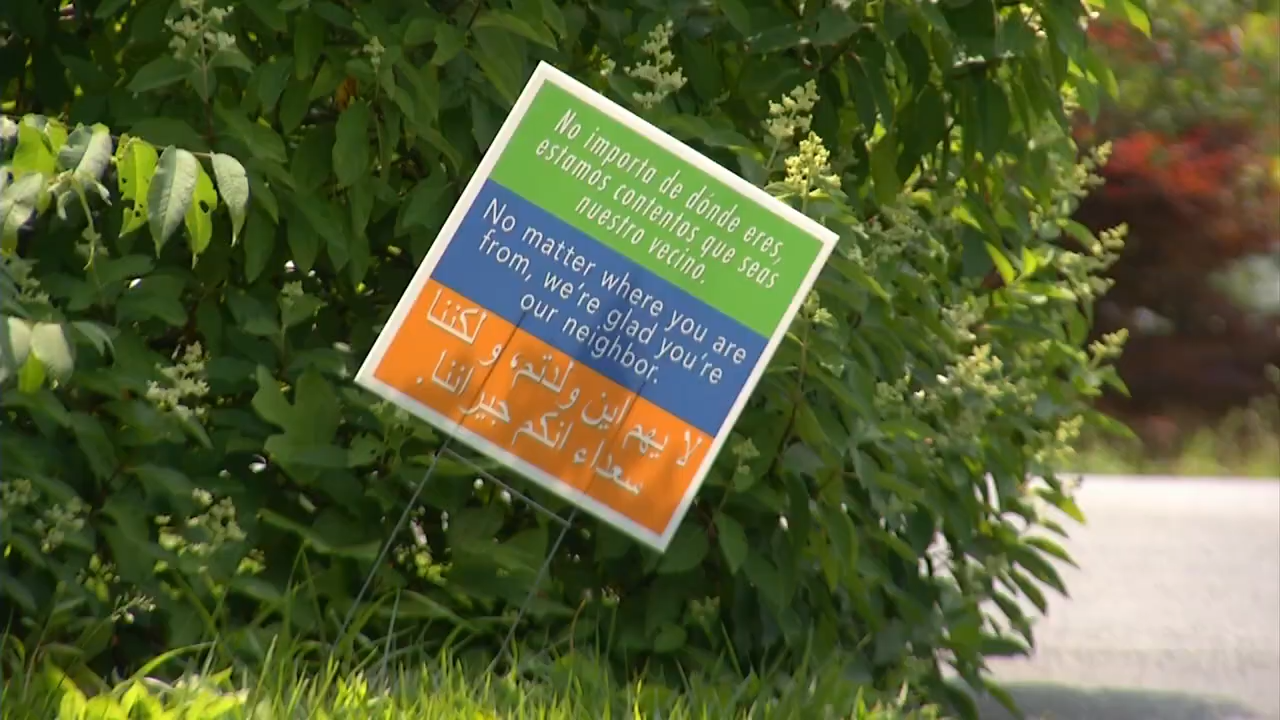 No importa de dónde eres,
estamos contentos que seas
nuestro vecino.
No matter where you are
from, we're glad you're
our neighbor.
لا يهم اين ولدتم، و لكننا
سعداء انكم جيراننا.